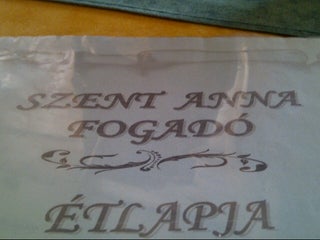 SZENT ANNA
FOGADÓ
ÉTLAPJA